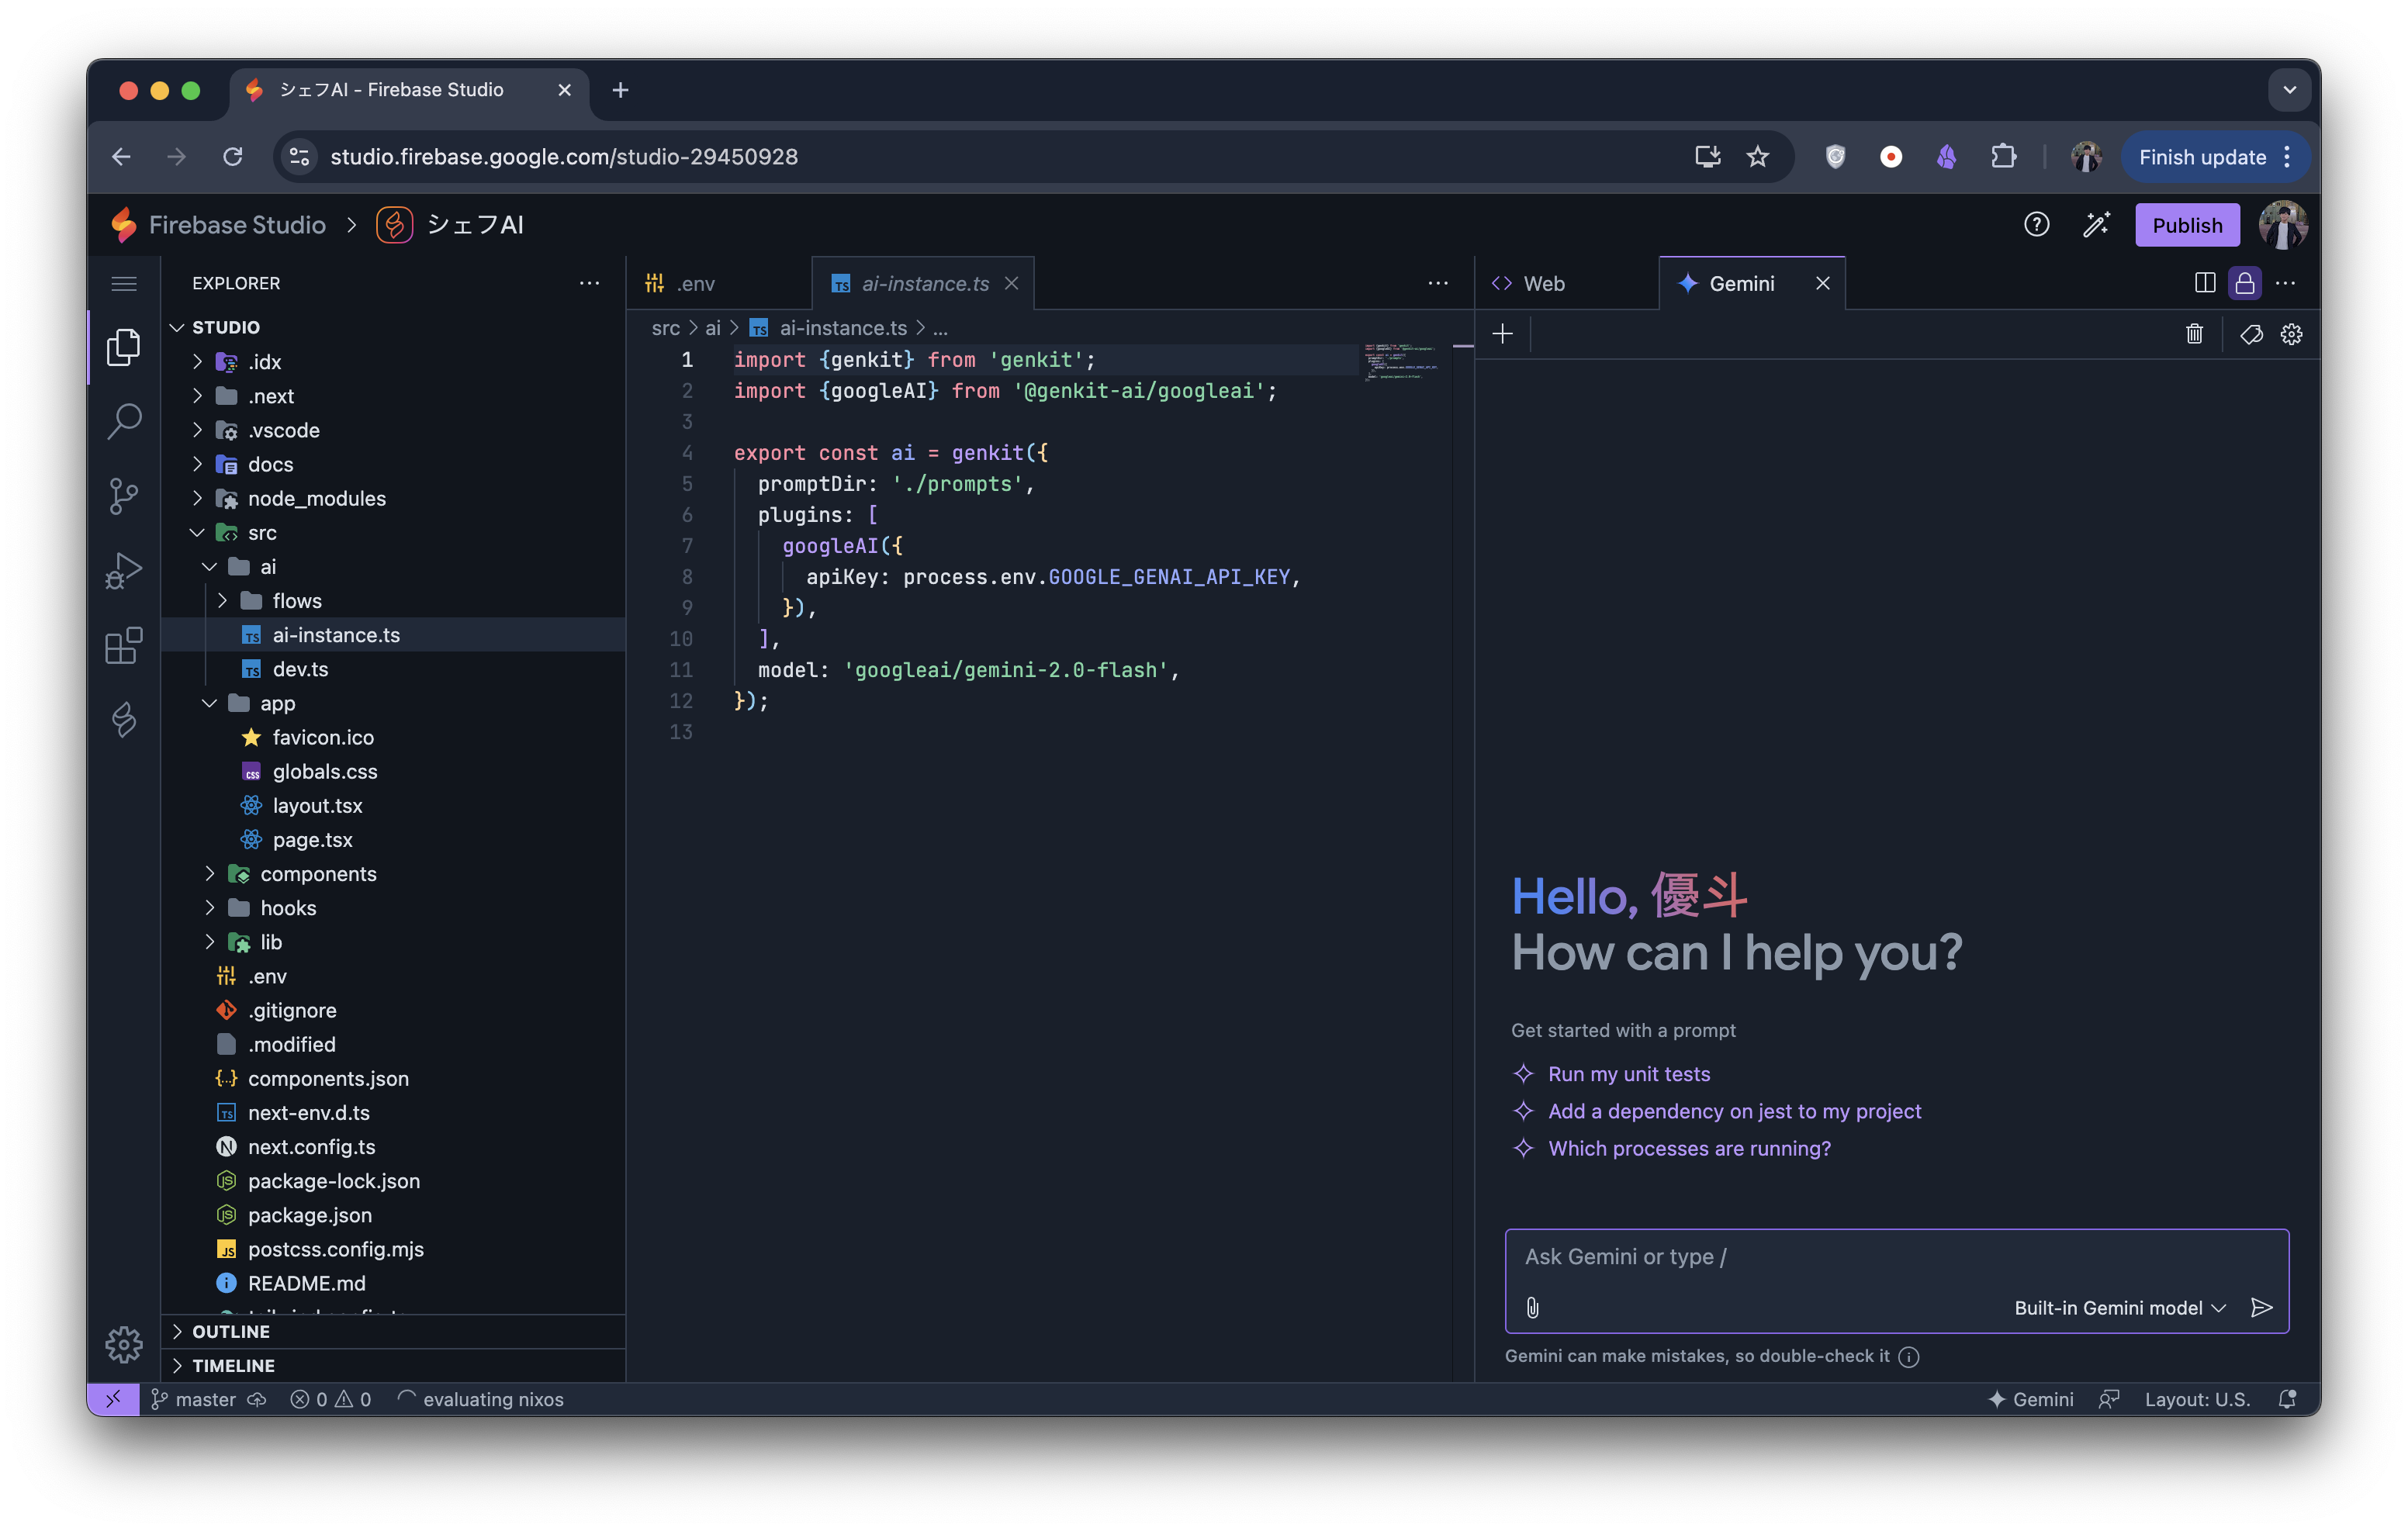 シェフAI - Firebase Studio
studio.firebase.google.com/studio-29450928
Finish update
Firebase Studio
シェフAI
Publish
EXPLORER
STUDIO
.idx
.next
.vscode
docs
node_modules
src
ai
flows
ai-instance.ts
dev.ts
app
favicon.ico
globals.css
layout.tsx
page.tsx
components
hooks
lib
.env
.gitignore
.modified
components.json
next-env.d.ts
next.config.ts
package-lock.json
package.json
postcss.config.mjs
README.md
OUTLINE
TIMELINE
.env
ai-instance.ts
src > ai > TS ai-instance.ts > ...
1 import {genkit} from 'genkit';
2 import {googleAI} from '@genkit-ai/googleai';
3
4 export const ai = genkit({
5 promptDir: './prompts',
6 plugins: [
7 googleAI({
8 apiKey: process.env.GOOGLE_GENAI_API_KEY,
9 }),
10 ],
11 model: 'googleai/gemini-2.0-flash',
12 });
13
Web
Gemini
Hello, 優斗
How can I help you?
Get started with a prompt
Run my unit tests
Add a dependency on jest to my project
Which processes are running?
Ask Gemini or type /
Built-in Gemini model
Gemini can make mistakes, so double-check it
master
0
0
evaluating nixos
Gemini
Layout: U.S.